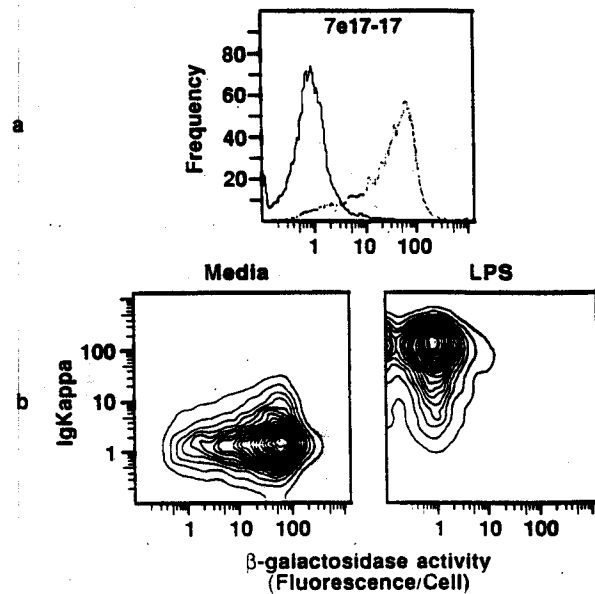 7e17-17
a
Frequency
80
60
40
20
1 10 100
Media LPS
b
IgKappa
100
10
1
1 10 100 1 10 100
β-galactosidase activity
(Fluorescence/Cell)